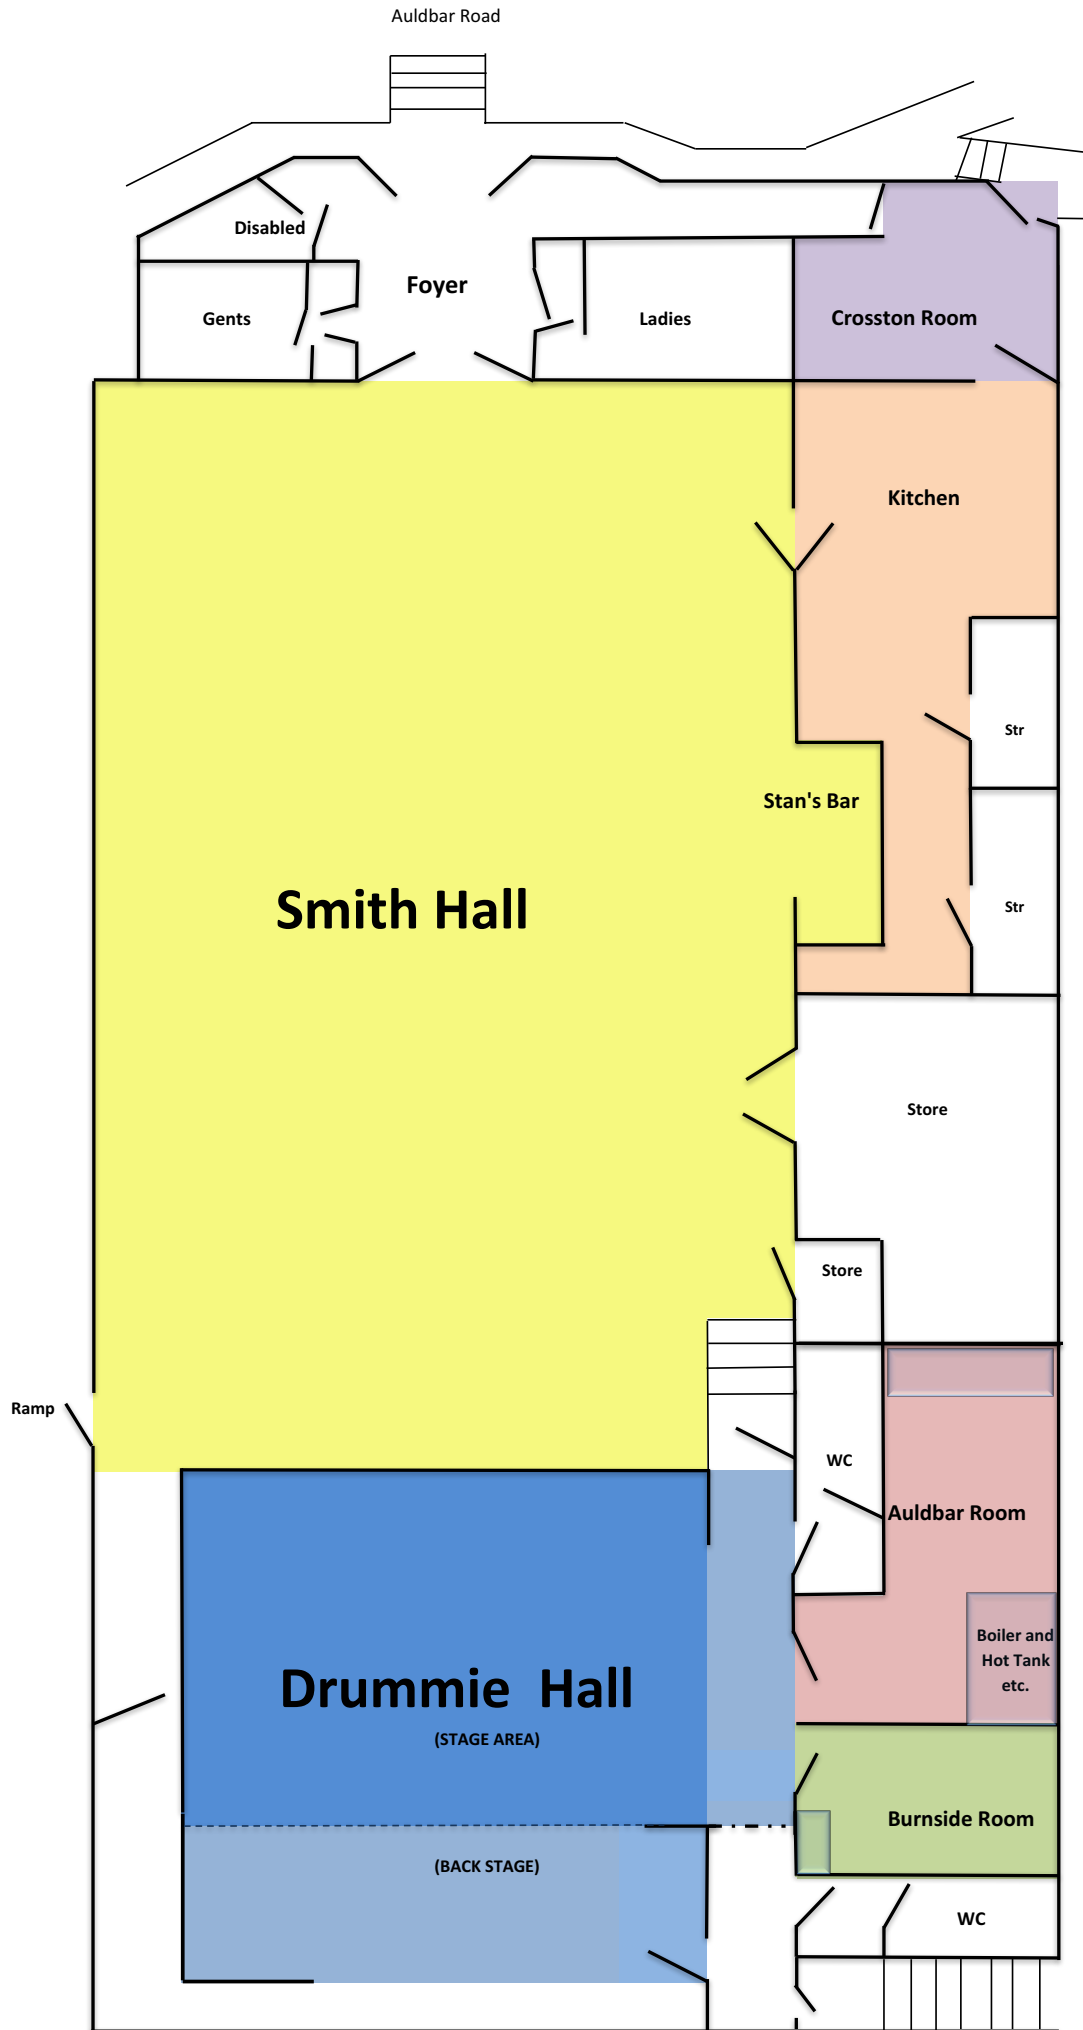 Auldbar Road
Disabled
Foyer
Gents
Ladies
Crosston Room
Kitchen
Str
Stan's Bar
Smith Hall
Str
Store
Store
Ramp
WC
Auldbar Room
Boiler and
Hot Tank
etc.
Drummie Hall
(STAGE AREA)
Burnside Room
(BACK STAGE)
WC